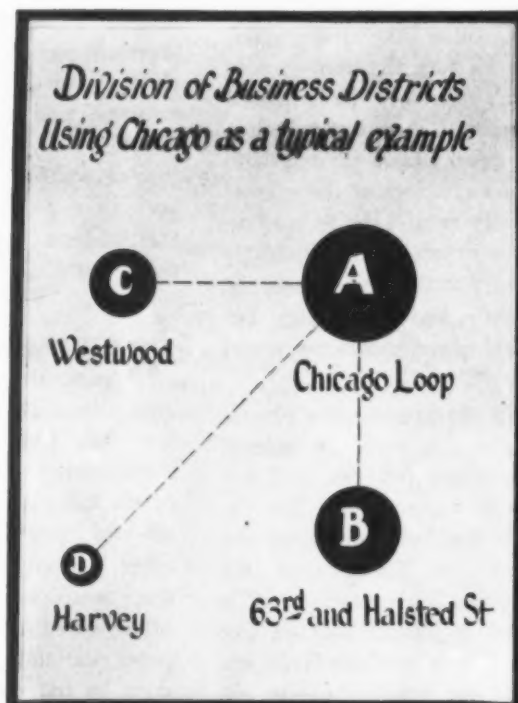 Division of Business Districts
Using Chicago as a typical example
C
A
Westwood
Chicago Loop
B
D
Harvey
63rd and Halsted St